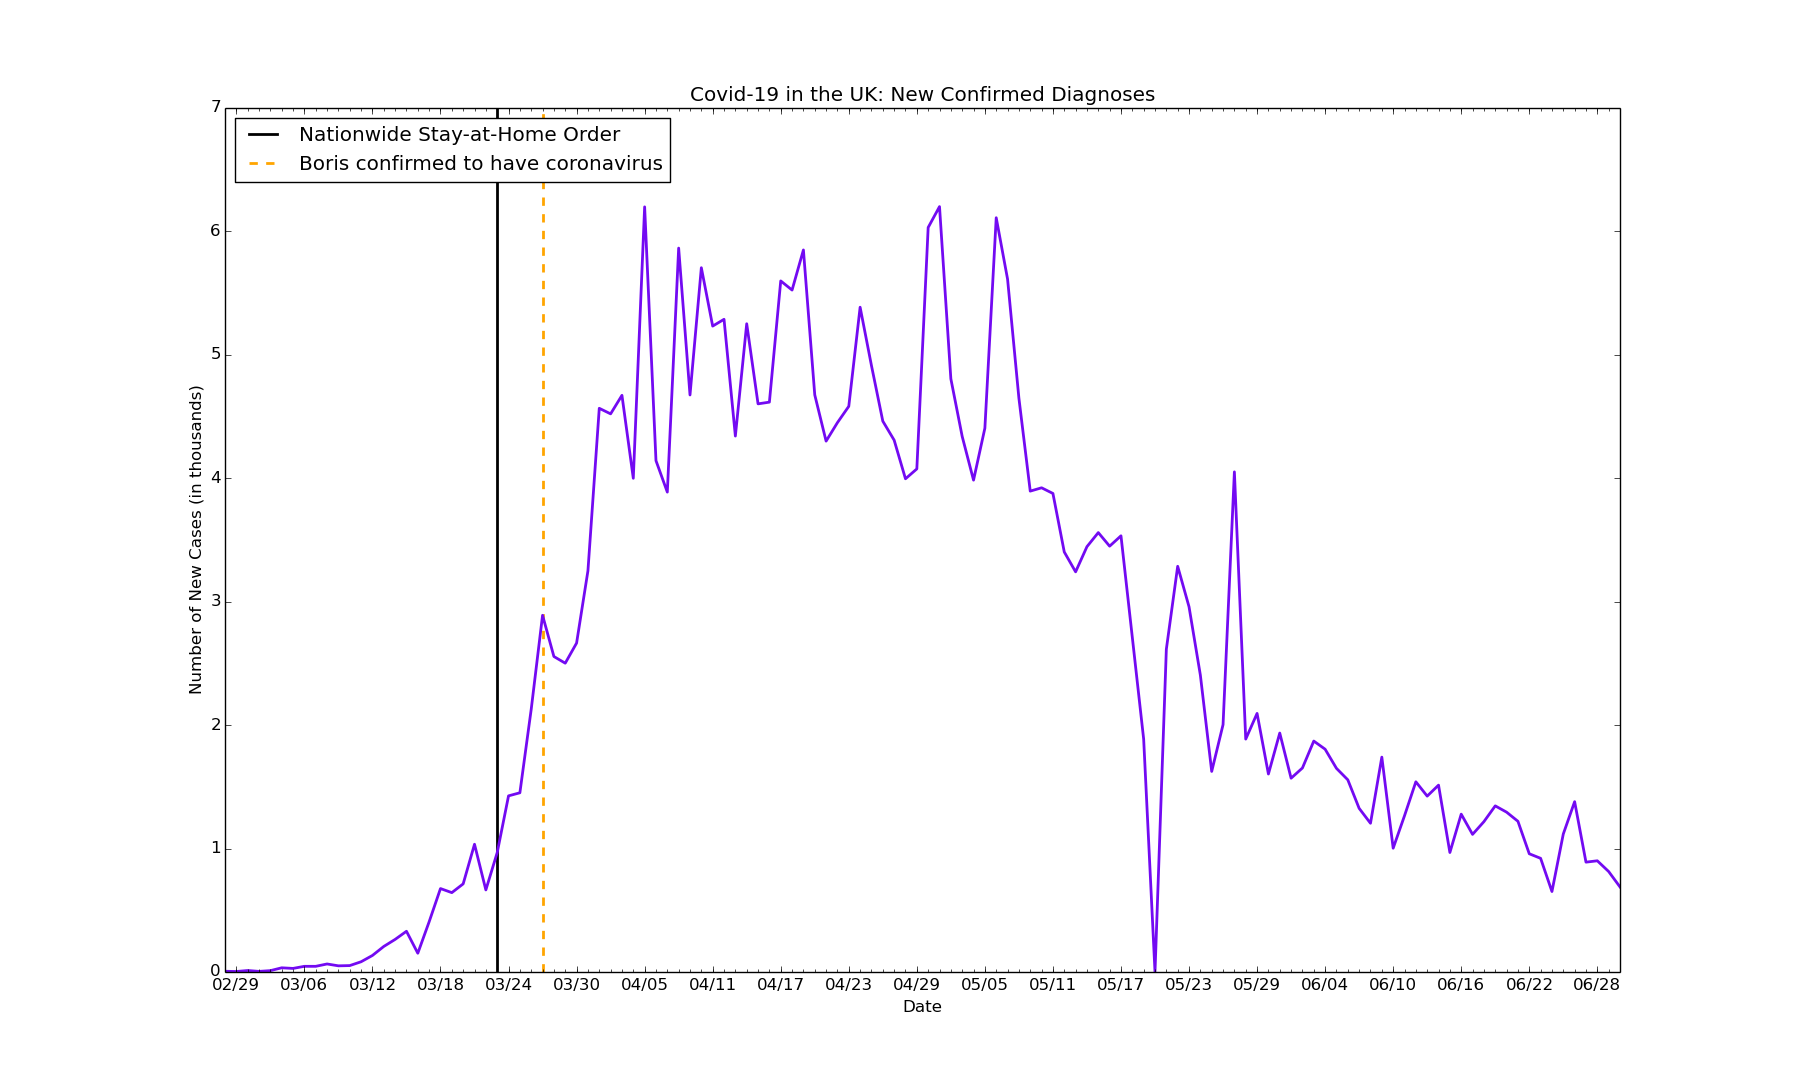 Covid-19 in the UK: New Confirmed Diagnoses
Nationwide Stay-at-Home Order
Boris confirmed to have coronavirus
Number of New Cases (in thousands)
7
6
5
4
3
2
1
0
02/29 03/06 03/12 03/18 03/24 03/30 04/05 04/11 04/17 04/23 04/29 05/05 05/11 05/17 05/23 05/29 06/04 06/10 06/16 06/22 06/28
Date